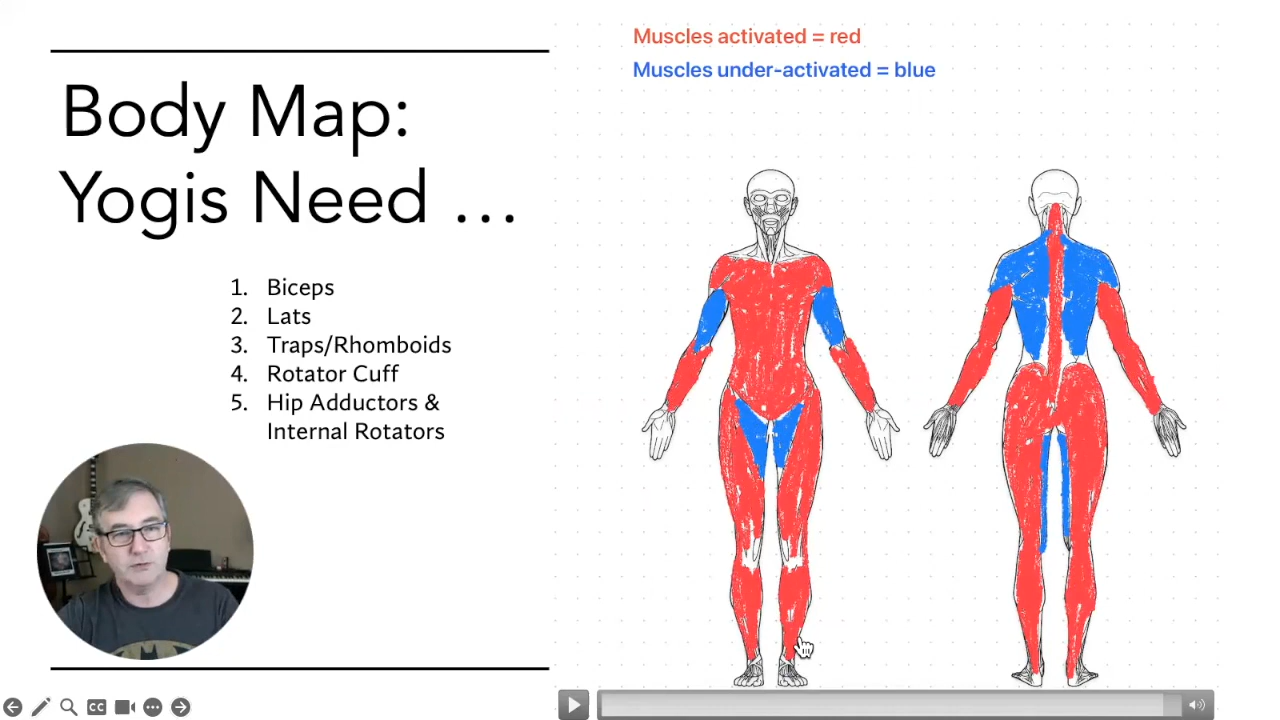 Muscles activated = red
Muscles under-activated = blue
Body Map:
Yogis Need ...
1. Biceps
2. Lats
3. Traps/Rhomboids
4. Rotator Cuff
5. Hip Adductors &
Internal Rotators
CC